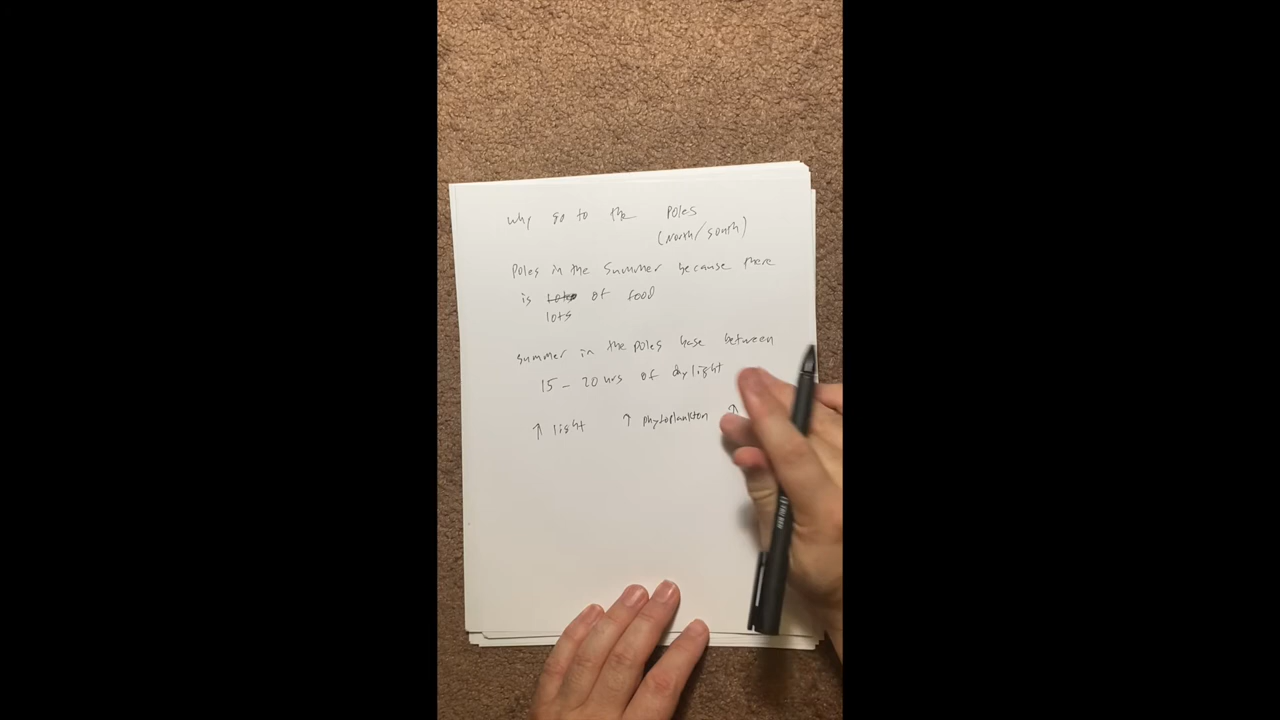 why go to the poles
(North/South)
Poles in the Summer because there
is of food
lots
Summer in the poles have between
15 – 20 hrs of daylight
↑ light ↑ phytoplankton ↑